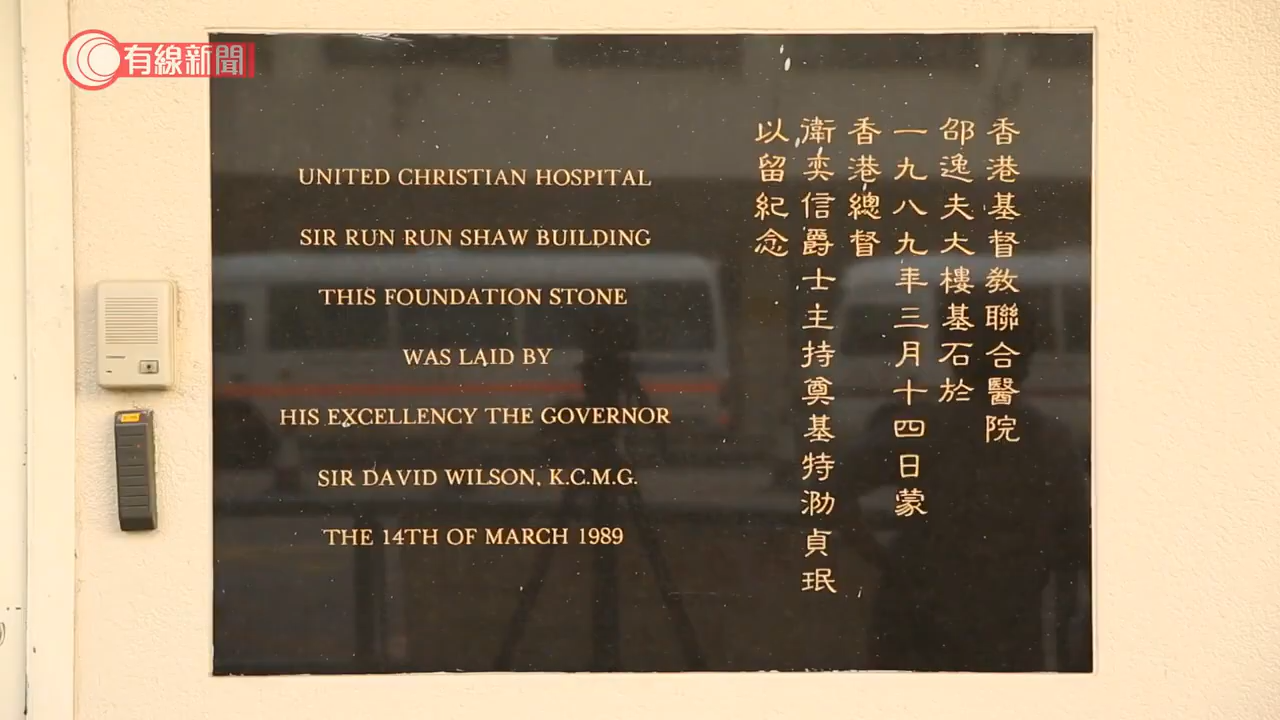 有線新聞
UNITED CHRISTIAN HOSPITAL
SIR RUN RUN SHAW BUILDING
THIS FOUNDATION STONE
WAS LAID BY
HIS EXCELLENCY THE GOVERNOR
SIR DAVID WILSON, K.C.M.G.
THE 14TH OF MARCH 1989
香港基督教聯合醫院
邵逸夫大樓基石於
一九八九年三月十四日蒙
香港總督
衛奕信爵士主持奠基特泐貞珉
以留紀念